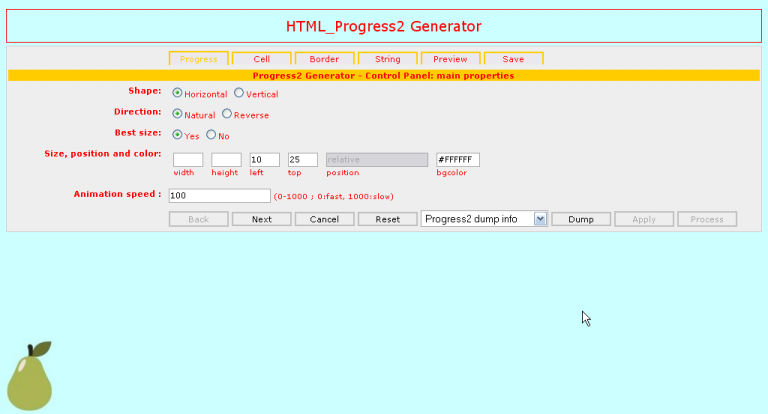 HTML_Progress2 Generator
Progress Cell Border String Preview Save
Progress2 Generator - Control Panel: main properties
Shape: Horizontal Vertical
Direction: Natural Reverse
Best size: Yes No
Size, position and color: 10 25 relative #FFFFFF
width height left top position bgcolor
Animation speed : 100 (0-1000 ; 0:fast, 1000:slow)
Back Next Cancel Reset Progress2 dump info Dump Apply Process